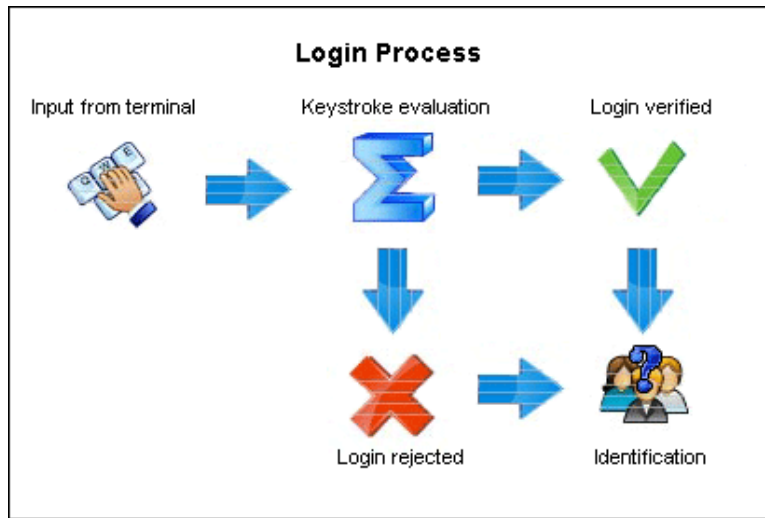 Login Process
Input from terminal
Keystroke evaluation
Login verified
Q W E
?
Login rejected
Identification